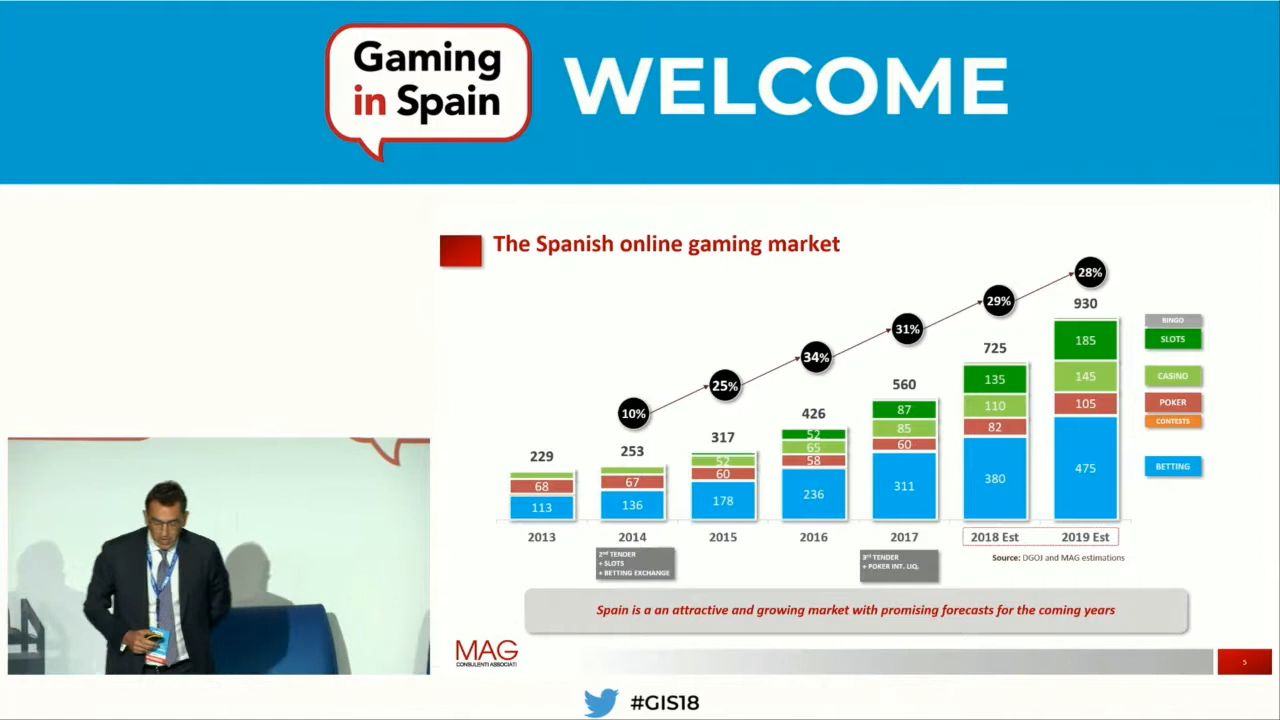 Gaming
in Spain
WELCOME
The Spanish online gaming market
10%
25%
34%
31%
29%
28%
229
253
317
426
560
725
930
68
113
67
136
52
60
178
52
65
58
236
87
85
60
311
135
110
82
380
185
145
105
475
BINGO
SLOTS
CASINO
POKER
CONTESTS
BETTING
2013
2014
2015
2016
2017
2018 Est
2019 Est
2nd TENDER
+ SLOTS
+ BETTING EXCHANGE
3rd TENDER
+ POKER INT. LIQ.
Source: DGOJ and MAG estimations
Spain is a an attractive and growing market with promising forecasts for the coming years
MAG
CONSULENTI ASSOCIATI
5
#GIS18